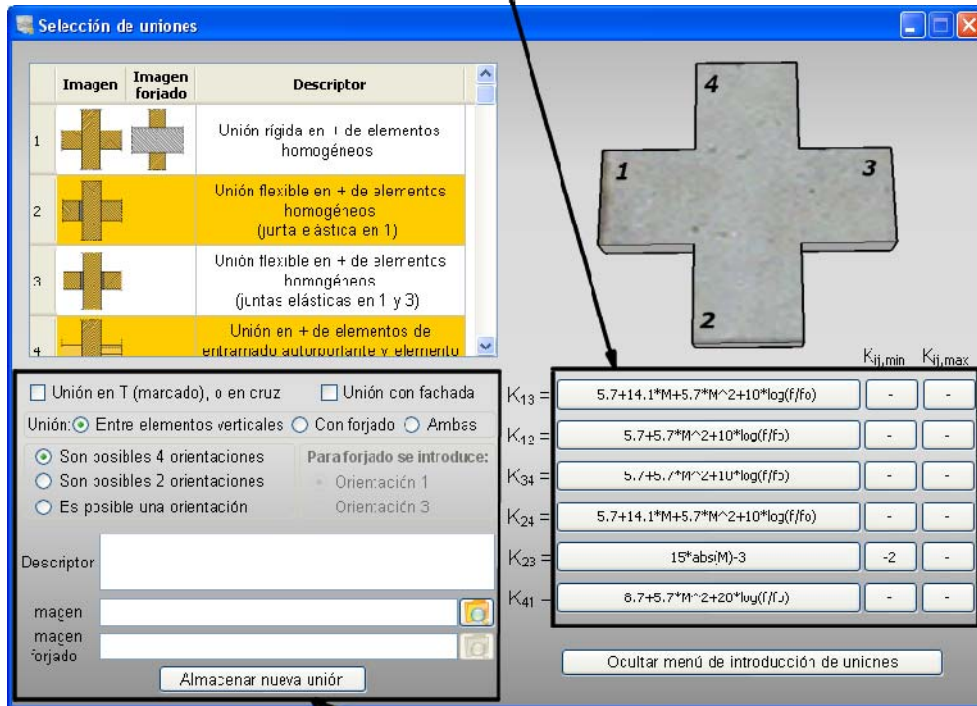 Selección de uniones
Imagen Imagen forjado Descriptor
1 Unión rígida en + de elementos
homogéneos
2 Unión flexible en + de elementos
homogéneos
(junta elástica en 1)
3 Unión flexible en + de elementos
homogéneos
(juntas elásticas en 1 y 3)
4 Unión en + de elementos de
entramado autoportante y elemento
4
1
3
2
Kij,min Kij,max
Unión en T (marcado), o en cruz Unión con fachada
Unión: Entre elementos verticales Con forjado Ambas
Son posibles 4 orientaciones
Son posibles 2 orientaciones
Es posible una orientación
Para forjado se introduce:
Orientación 1
Orientación 3
Descriptor
Imagen
Imagen
forjado
Almacenar nueva unión
K13 = 5.7+14.1*M+5.7*M^2+10*log(f/fo) - -
K12 = 5.7+5.7*M^2+10*log(f/fo) - -
K34 = 5.7+5.7*M^2+10*log(f/fo) - -
K24 = 5.7+14.1*M+5.7*M^2+10*log(f/fo) - -
K23 = 15*abs(M)-3 -2 -
K41 = 8.7+5.7*M^2+20*log(f/fo) - -
Ocultar menú de introducción de uniones